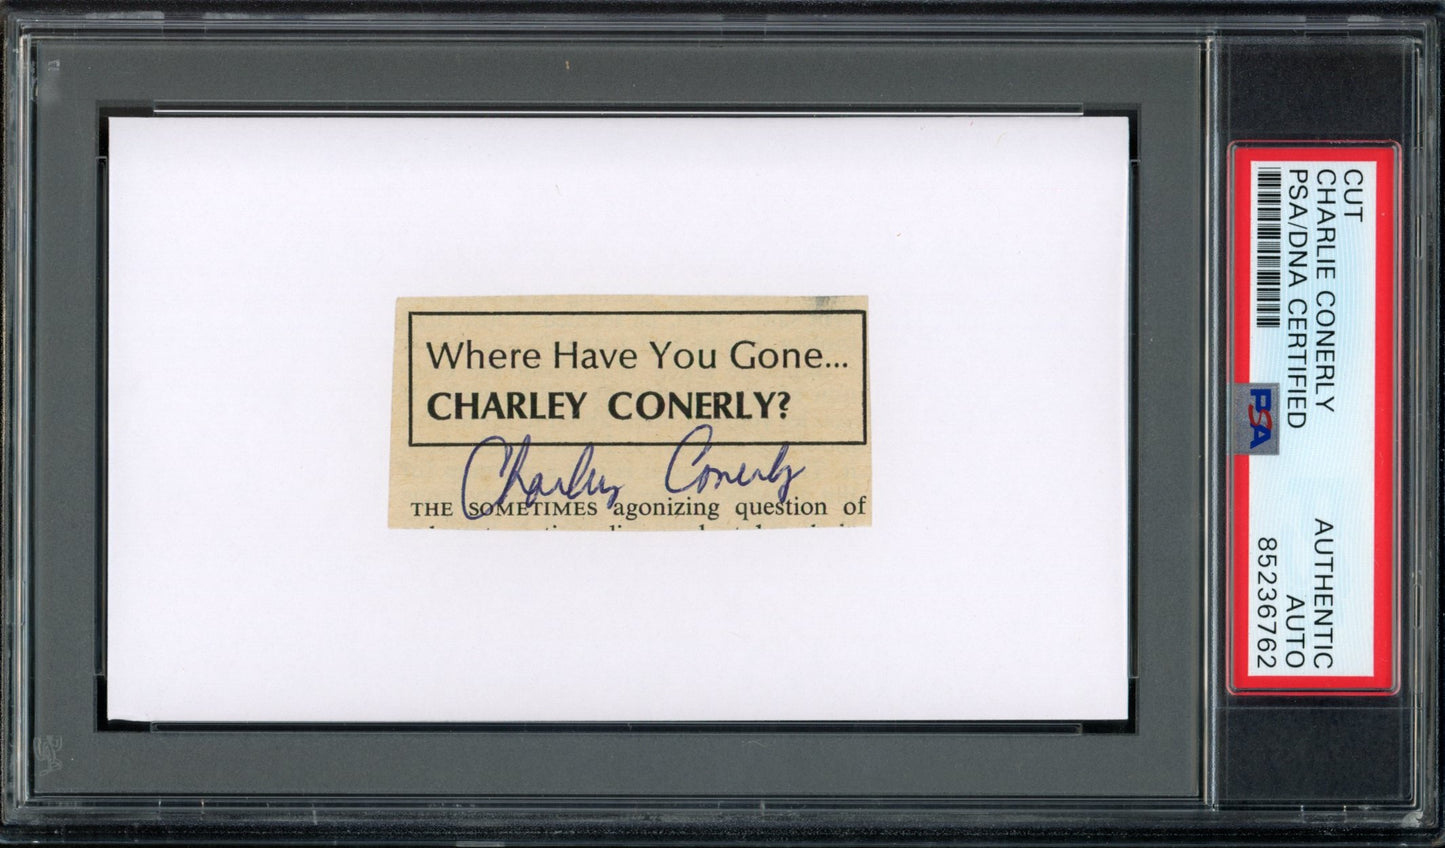 Where Have You Gone...
CHARLEY CONERLY?
Charley Conerly
THE SOMETIMES agonizing question of
CUT
CHARLIE CONERLY
PSA/DNA CERTIFIED
AUTHENTIC
AUTO
85236762
PSA